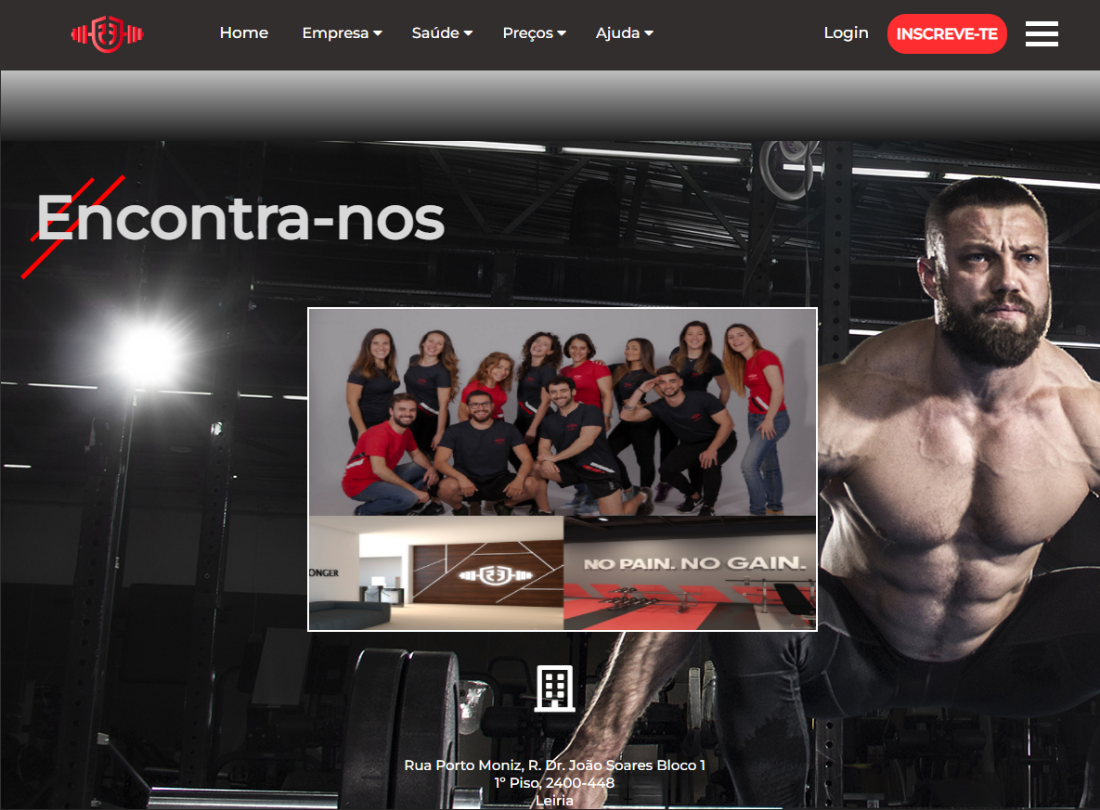 Home Empresa Saúde Preços Ajuda Login INSCREVE-TE
Encontra-nos
ONGER
NO PAIN. NO GAIN.
Rua Porto Moniz, R. Dr. João Soares Bloco 1
1º Piso, 2400-448
Leiria